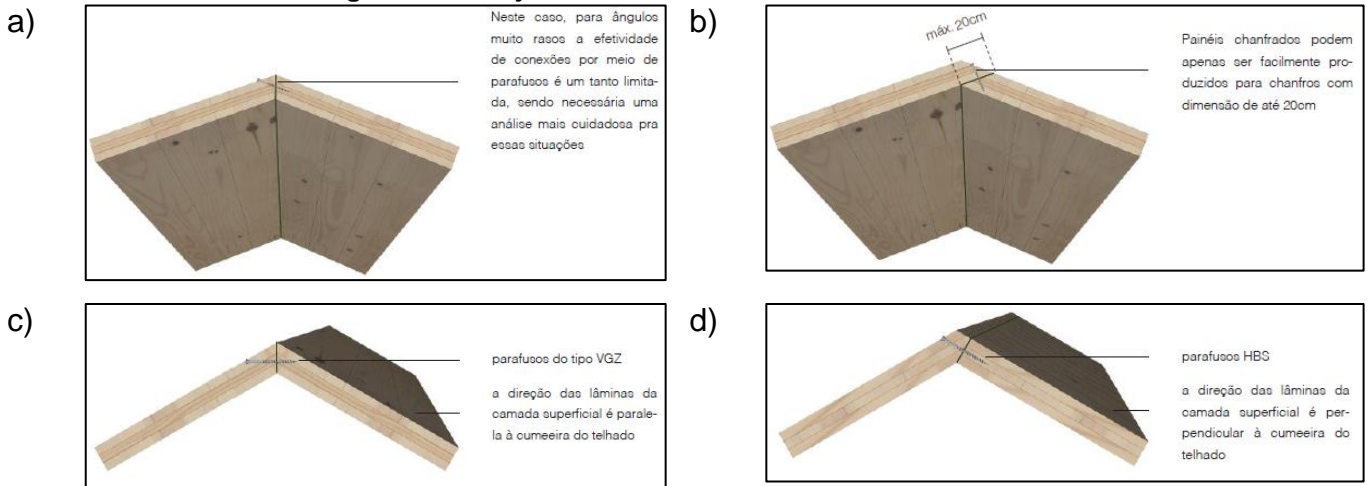 a)
Neste caso, para ângulos
muito rasos a efetividade
de conexões por meio de
parafusos é um tanto limita-
da, sendo necessária uma
análise mais cuidadosa pra
essas situações
b)
máx. 20cm
Painéis chanfrados podem
apenas ser facilmente pro-
duzidos para chanfros com
dimensão de até 20cm
c)
parafusos do tipo VGZ
a direção das lâminas da
camada superficial é parale-
la à cumeeira do telhado
d)
parafusos HBS
a direção das lâminas da
camada superficial é per-
pendicular à cumeeira do
telhado